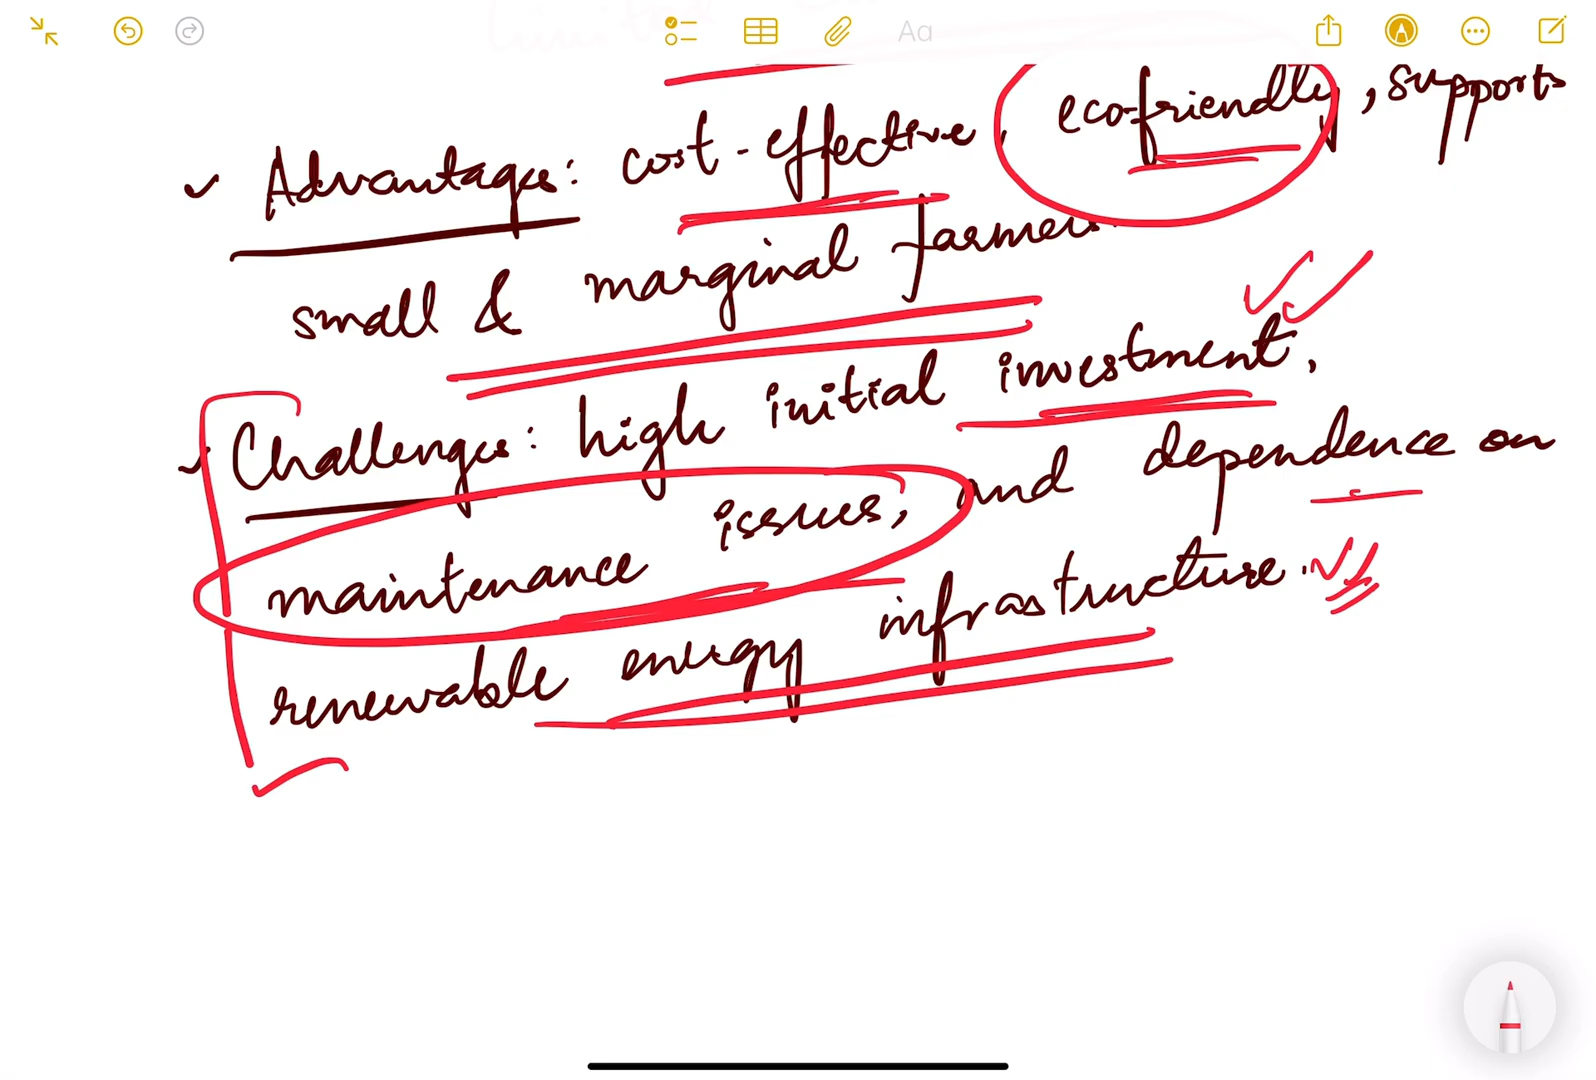 Aa
Advantages: cost-effective, eco-friendly, supports
small & marginal farmers
Challenges: high initial investment,
maintenance issues, and dependence on
renewable energy infrastructure.